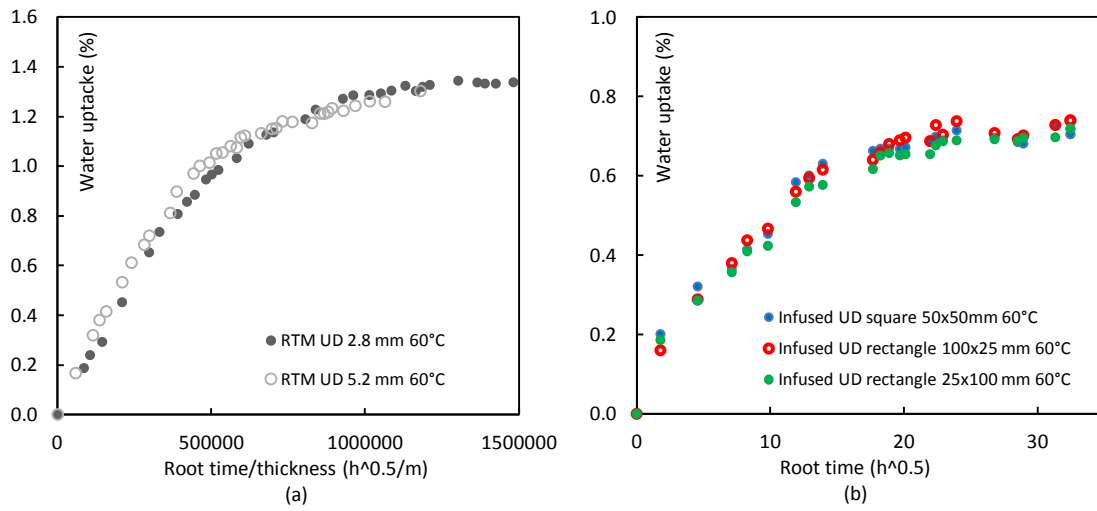 1.6
1.4
1.2
1.0
0.8
0.6
0.4
0.2
0.0
Water uptacke (%)
RTM UD 2.8 mm 60°C
RTM UD 5.2 mm 60°C
0
500000
1000000
1500000
Root time/thickness (h^0.5/m)
(a)
1.0
0.8
0.6
0.4
0.2
0.0
Water uptake (%)
Infused UD square 50x50mm 60°C
Infused UD rectangle 100x25 mm 60°C
Infused UD rectangle 25x100 mm 60°C
0
10
20
30
Root time (h^0.5)
(b)